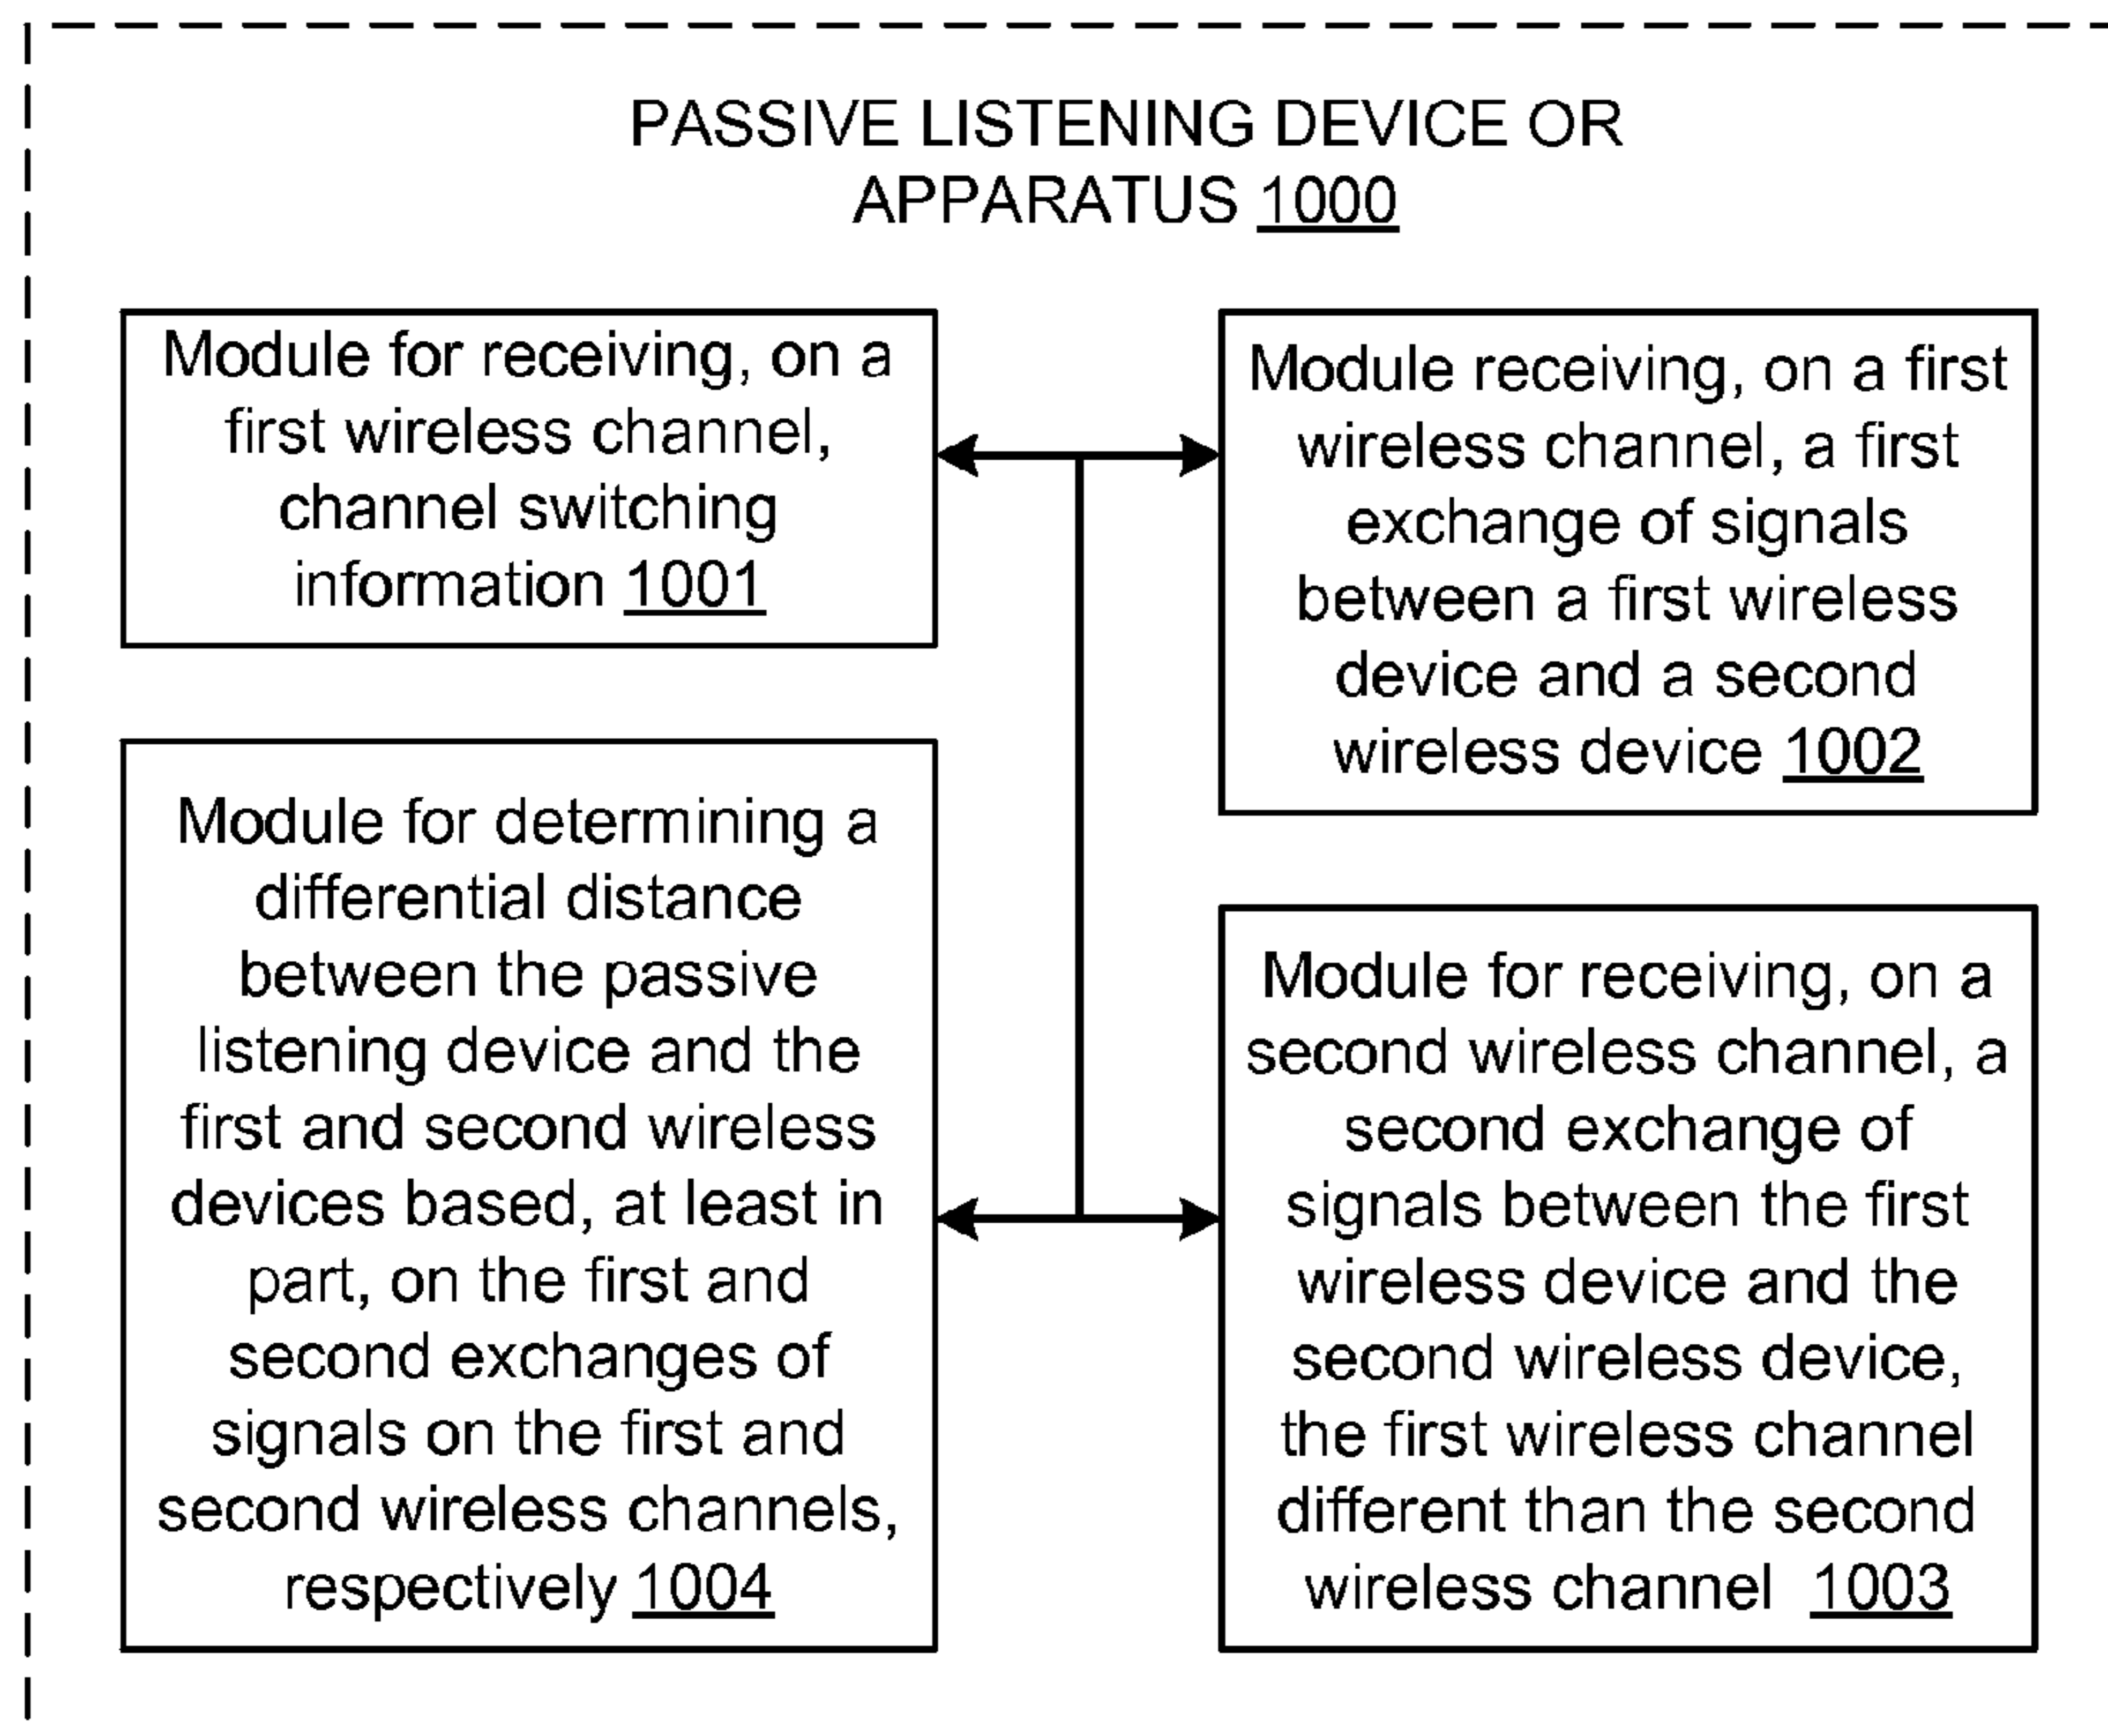 PASSIVE LISTENING DEVICE OR
APPARATUS 1000
Module for receiving, on a
first wireless channel,
channel switching
information 1001
Module receiving, on a first
wireless channel, a first
exchange of signals
between a first wireless
device and a second
wireless device 1002
Module for determining a
differential distance
between the passive
listening device and the
first and second wireless
devices based, at least in
part, on the first and
second exchanges of
signals on the first and
second wireless channels,
respectively 1004
Module for receiving, on a
second wireless channel, a
second exchange of
signals between the first
wireless device and the
second wireless device,
the first wireless channel
different than the second
wireless channel 1003